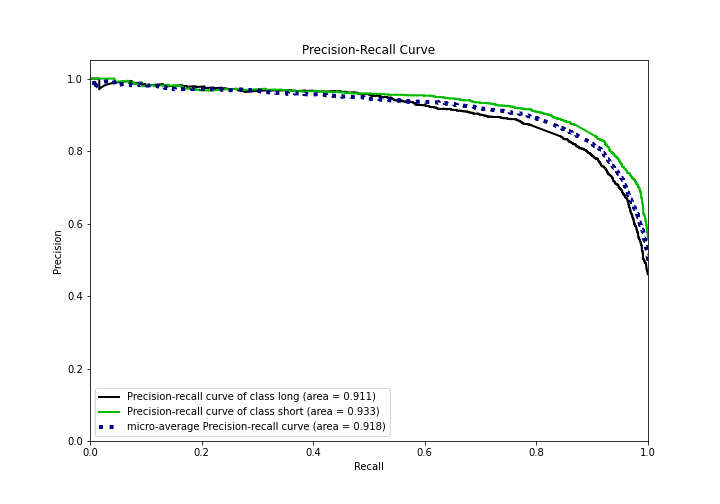 Precision-Recall Curve
1.0
0.8
0.6
0.4
0.2
0.0
Precision
Precision-recall curve of class long (area = 0.911)
Precision-recall curve of class short (area = 0.933)
micro-average Precision-recall curve (area = 0.918)
0.0 0.2 0.4 0.6 0.8 1.0
Recall